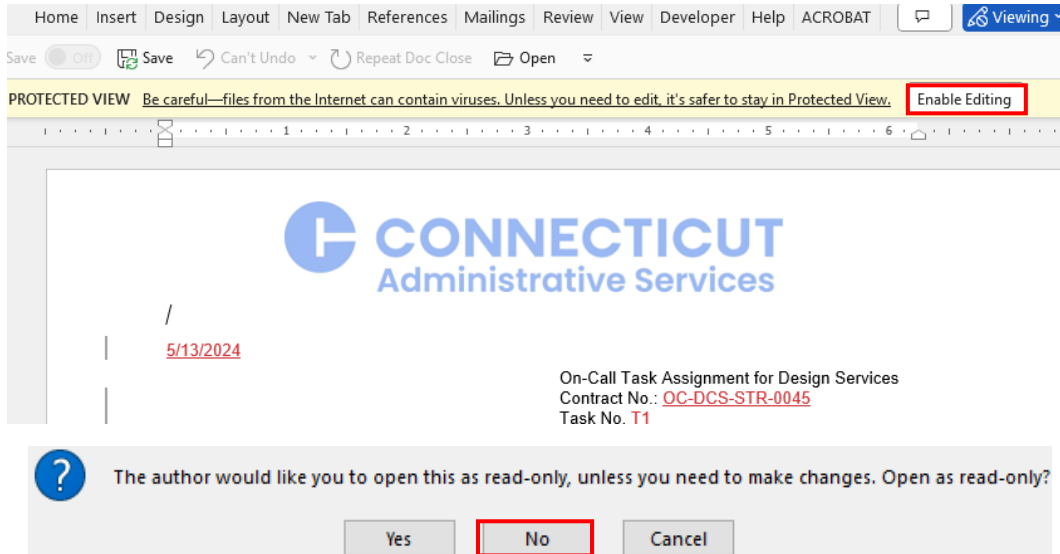 Home Insert Design Layout New Tab References Mailings Review View Developer Help ACROBAT Viewing
Save Off Save Can't Undo Repeat Doc Close Open
PROTECTED VIEW Be careful—files from the Internet can contain viruses. Unless you need to edit, it's safer to stay in Protected View. Enable Editing
1 2 3 4 5 6
CONNECTICUT
Administrative Services
/
5/13/2024
On-Call Task Assignment for Design Services
Contract No.: OC-DCS-STR-0045
Task No. T1
? The author would like you to open this as read-only, unless you need to make changes. Open as read-only?
Yes No Cancel